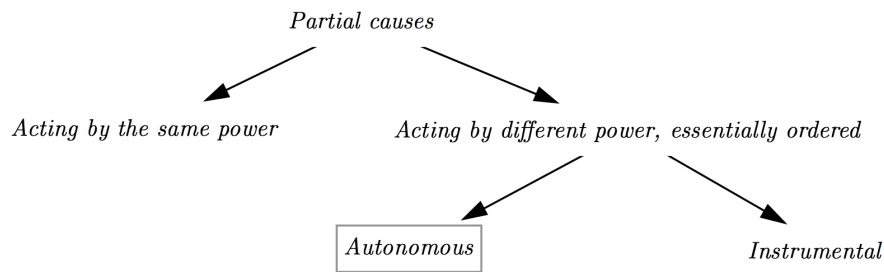 Partial causes
Acting by the same power
Acting by different power, essentially ordered
Autonomous
Instrumental